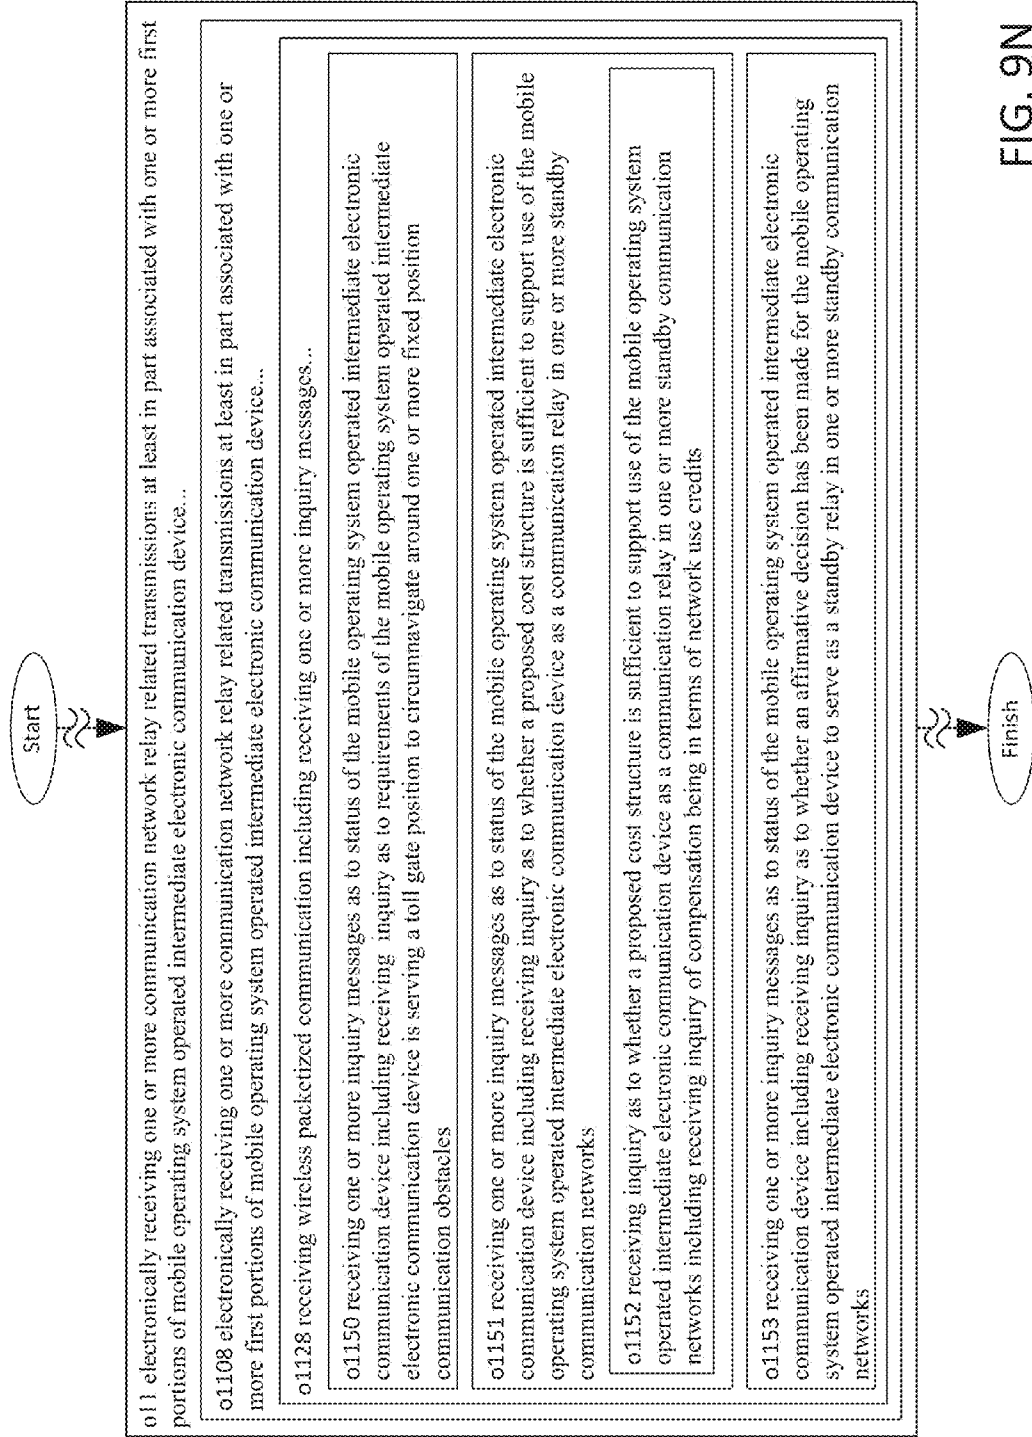 Start
o11 electronically receiving one or more communication network relay related transmissions at least in part associated with one or more first
portions of mobile operating system operated intermediate electronic communication device...
o1108 electronically receiving one or more communication network relay related transmissions at least in part associated with one or
more first portions of mobile operating system operated intermediate electronic communication device...
o1128 receiving wireless packetized communication including receiving one or more inquiry messages...
o1150 receiving one or more inquiry messages as to status of the mobile operating system operated intermediate electronic
communication device including receiving inquiry as to requirements of the mobile operating system operated intermediate
electronic communication device is serving a toll gate position to circumnavigate around one or more fixed position
communication obstacles
o1151 receiving one or more inquiry messages as to status of the mobile operating system operated intermediate electronic
communication device including receiving inquiry as to whether a proposed cost structure is sufficient to support use of the mobile
operating system operated intermediate electronic communication device as a communication relay in one or more standby
communication networks
o1152 receiving inquiry as to whether a proposed cost structure is sufficient to support use of the mobile operating system
operated intermediate electronic communication device as a communication relay in one or more standby communication
networks including receiving inquiry of compensation being in terms of network use credits
o1153 receiving one or more inquiry messages as to status of the mobile operating system operated intermediate electronic
communication device including receiving inquiry as to whether an affirmative decision has been made for the mobile operating
system operated intermediate electronic communication device to serve as a standby relay in one or more standby communication
networks
Finish
FIG. 9N